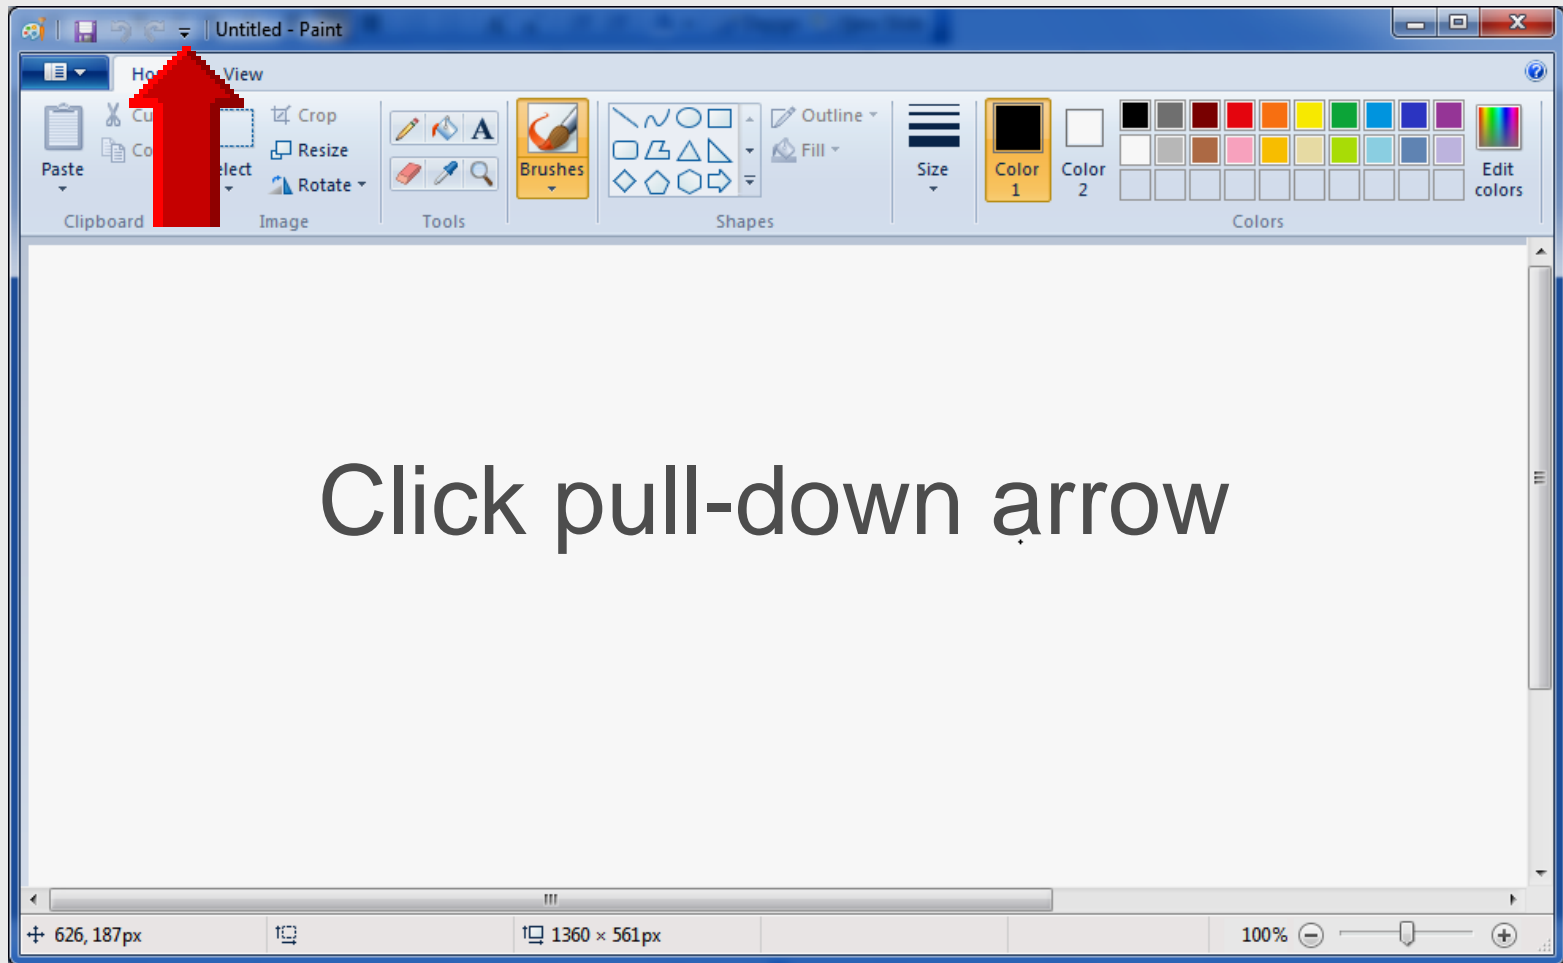 Untitled - Paint
View
Crop
Outline
Resize
Fill
Paste
Rotate
Brushes
Size
Color 1
Color 2
Edit colors
Clipboard
Image
Tools
Shapes
Colors
Click pull-down arrow
626, 187px
1360 × 561px
100%